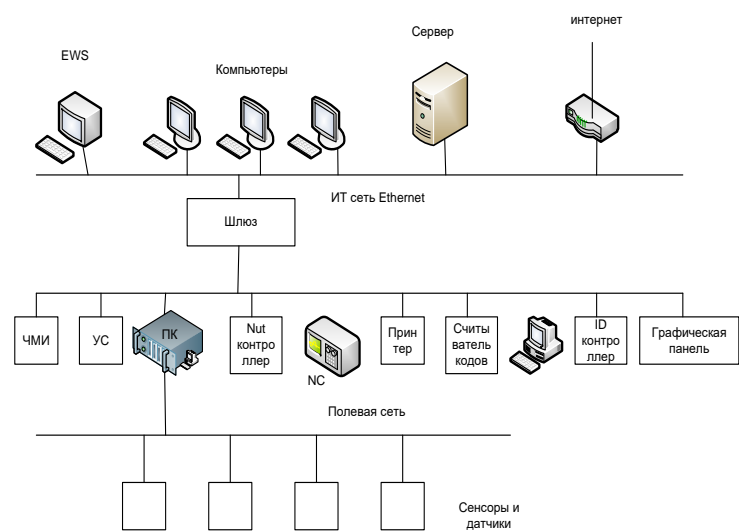 интернет
Сервер
EWS
Компьютеры
ИТ сеть Ethernet
Шлюз
ЧМИ
УС
ПК
Nut
контро
ллер
NC
Прин
тер
Считы
ватель
кодов
ID
контро
ллер
Графическая
панель
Полевая сеть
Сенсоры и
датчики